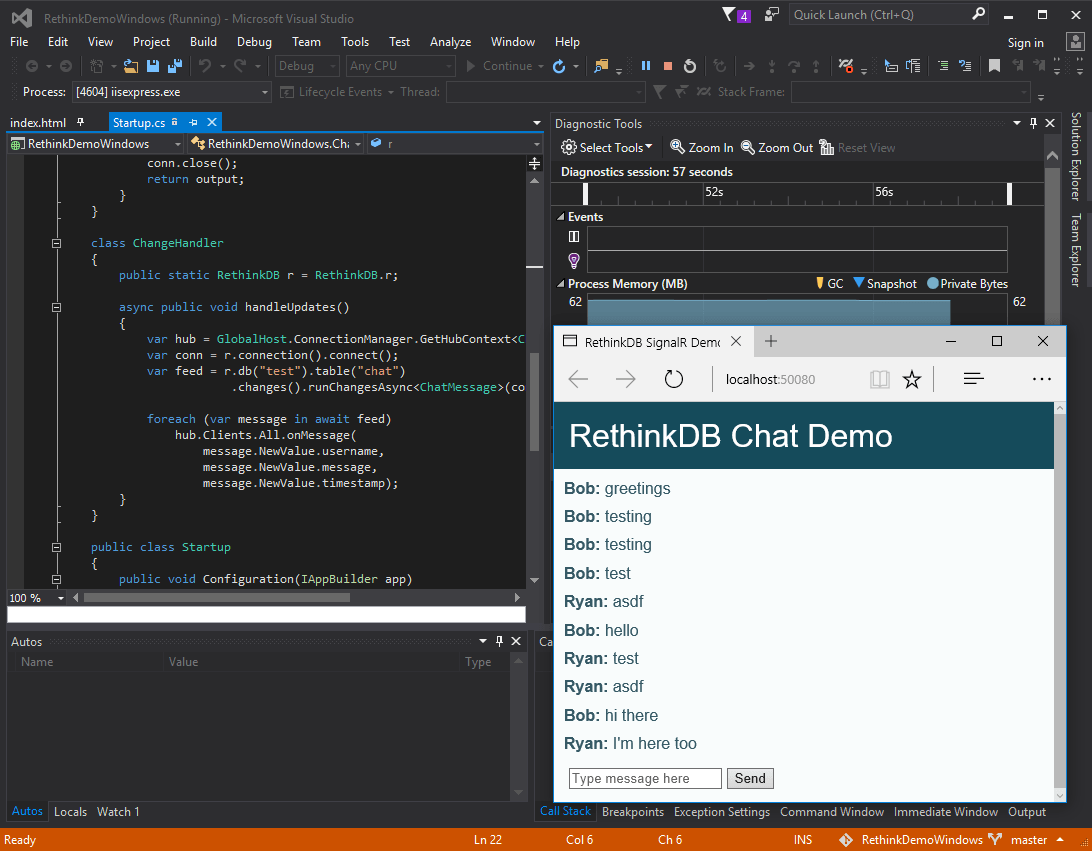 RethinkDemoWindows (Running) - Microsoft Visual Studio
4
Quick Launch (Ctrl+Q)
File Edit View Project Build Debug Team Tools Test Analyze Window Help
Sign in
Debug Any CPU Continue
Process: [4604] iisexpress.exe Lifecycle Events Thread: Stack Frame:
index.html Startup.cs
RethinkDemoWindows RethinkDemoWindows.Cha r
conn.close();
return output;
}
}
class ChangeHandler
{
public static RethinkDB r = RethinkDB.r;
async public void handleUpdates()
{
var hub = GlobalHost.ConnectionManager.GetHubContext<C
var conn = r.connection().connect();
var feed = r.db("test").table("chat")
.changes().runChangesAsync<ChatMessage>(co
foreach (var message in await feed)
hub.Clients.All.onMessage(
message.NewValue.username,
message.NewValue.message,
message.NewValue.timestamp);
}
}
public class Startup
{
public void Configuration(IAppBuilder app)
100 %
Diagnostic Tools
Select Tools Zoom In Zoom Out Reset View
Diagnostics session: 57 seconds
52s 56s
Events
Process Memory (MB) GC Snapshot Private Bytes
62 62
Solution Explorer
Team Explorer
RethinkDB SignalR Demo
localhost:50080
RethinkDB Chat Demo
Bob: greetings
Bob: testing
Bob: testing
Bob: test
Ryan: asdf
Bob: hello
Ryan: test
Ryan: asdf
Bob: hi there
Ryan: I'm here too
Type message here Send
Autos
Name Value Type
Autos Locals Watch 1
Ca
Call Stack Breakpoints Exception Settings Command Window Immediate Window Output
Ready Ln 22 Col 6 Ch 6 INS RethinkDemoWindows master